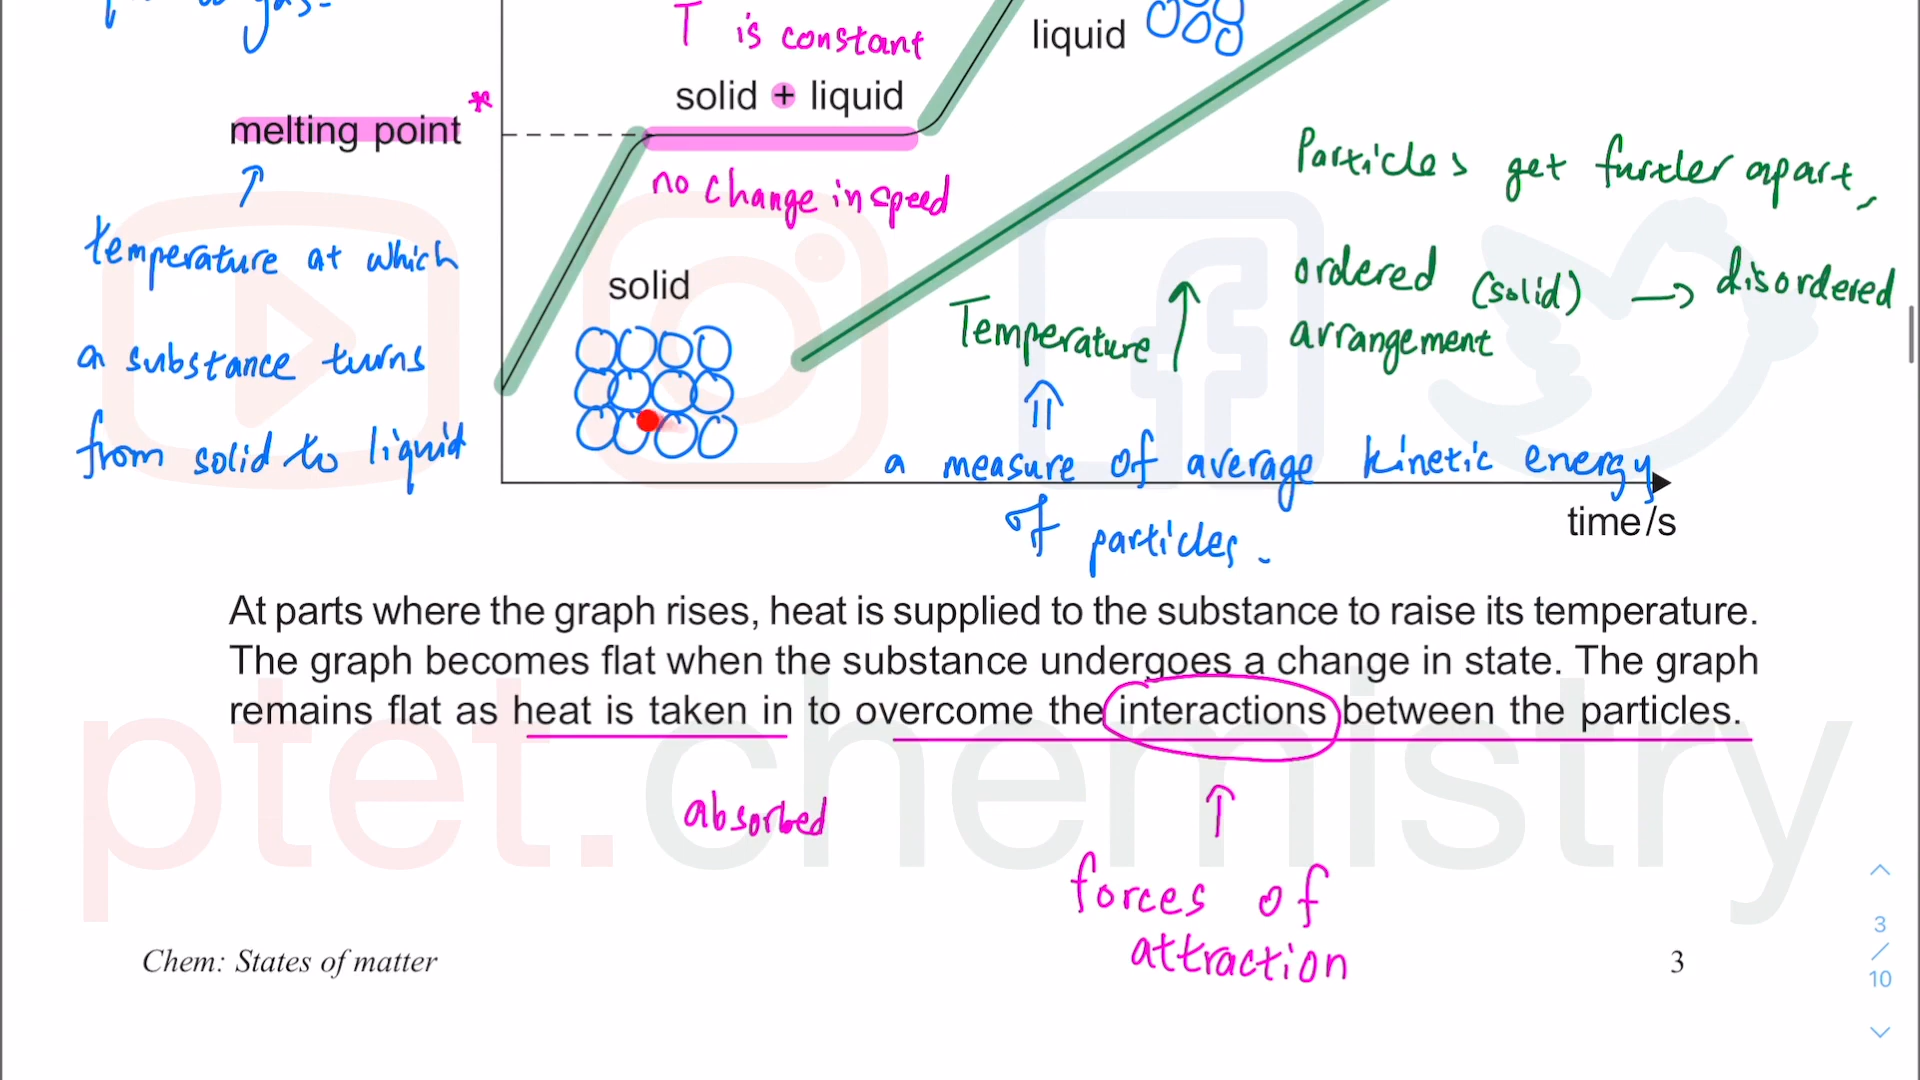 gas.
T is constant
liquid
solid + liquid
melting point *
no change in speed
Particles get further apart,
temperature at which
a substance turns
from solid to liquid
solid
Temperature ↑
ordered (solid) → disordered
arrangement
a measure of average kinetic energy
of particles.
time/s
At parts where the graph rises, heat is supplied to the substance to raise its temperature.
The graph becomes flat when the substance undergoes a change in state. The graph
remains flat as heat is taken in to overcome the interactions between the particles.
absorbed
forces of
attraction
ptet.chemistry
Chem: States of matter
3
3
/
10